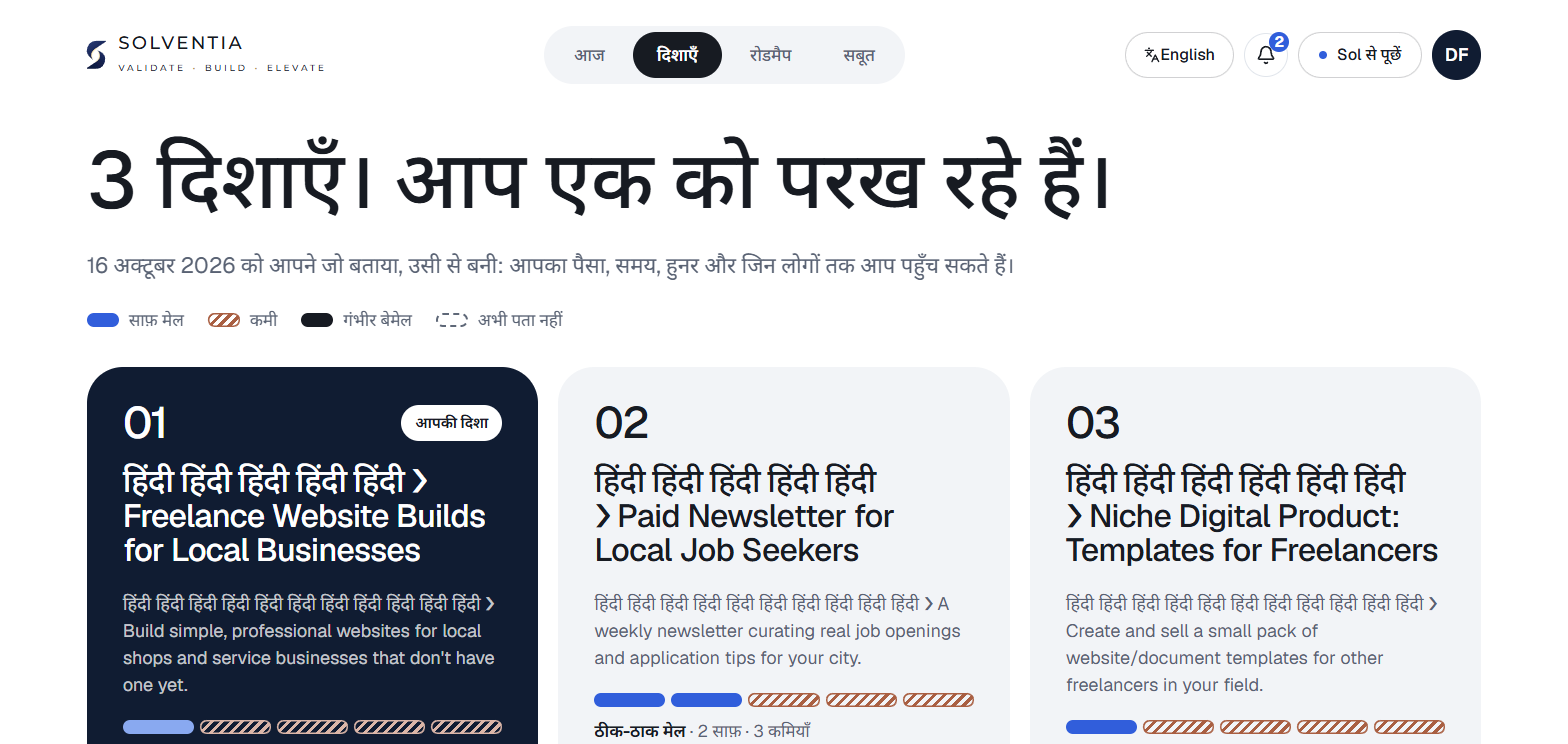 SOLVENTIA
VALIDATE · BUILD · ELEVATE
आज
दिशाएँ
रोडमैप
सबूत
English
2
Sol से पूछें
DF
3 दिशाएँ। आप एक को परख रहे हैं।
16 अक्टूबर 2026 को आपने जो बताया, उसी से बनी: आपका पैसा, समय, हुनर और जिन लोगों तक आप पहुँच सकते हैं।
साफ़ मेल
कमी
गंभीर बेमेल
अभी पता नहीं
01
आपकी दिशा
हिंदी हिंदी हिंदी हिंदी हिंदी ❯
Freelance Website Builds
for Local Businesses
हिंदी हिंदी हिंदी हिंदी हिंदी हिंदी हिंदी हिंदी हिंदी हिंदी हिंदी ❯
Build simple, professional websites for local
shops and service businesses that don't have
one yet.
02
हिंदी हिंदी हिंदी हिंदी हिंदी
❯ Paid Newsletter for
Local Job Seekers
हिंदी हिंदी हिंदी हिंदी हिंदी हिंदी हिंदी हिंदी हिंदी हिंदी ❯ A
weekly newsletter curating real job openings
and application tips for your city.
ठीक-ठाक मेल · 2 साफ़ · 3 कमियाँ
03
हिंदी हिंदी हिंदी हिंदी हिंदी हिंदी
❯ Niche Digital Product:
Templates for Freelancers
हिंदी हिंदी हिंदी हिंदी हिंदी हिंदी हिंदी हिंदी हिंदी हिंदी हिंदी ❯
Create and sell a small pack of
website/document templates for other
freelancers in your field.